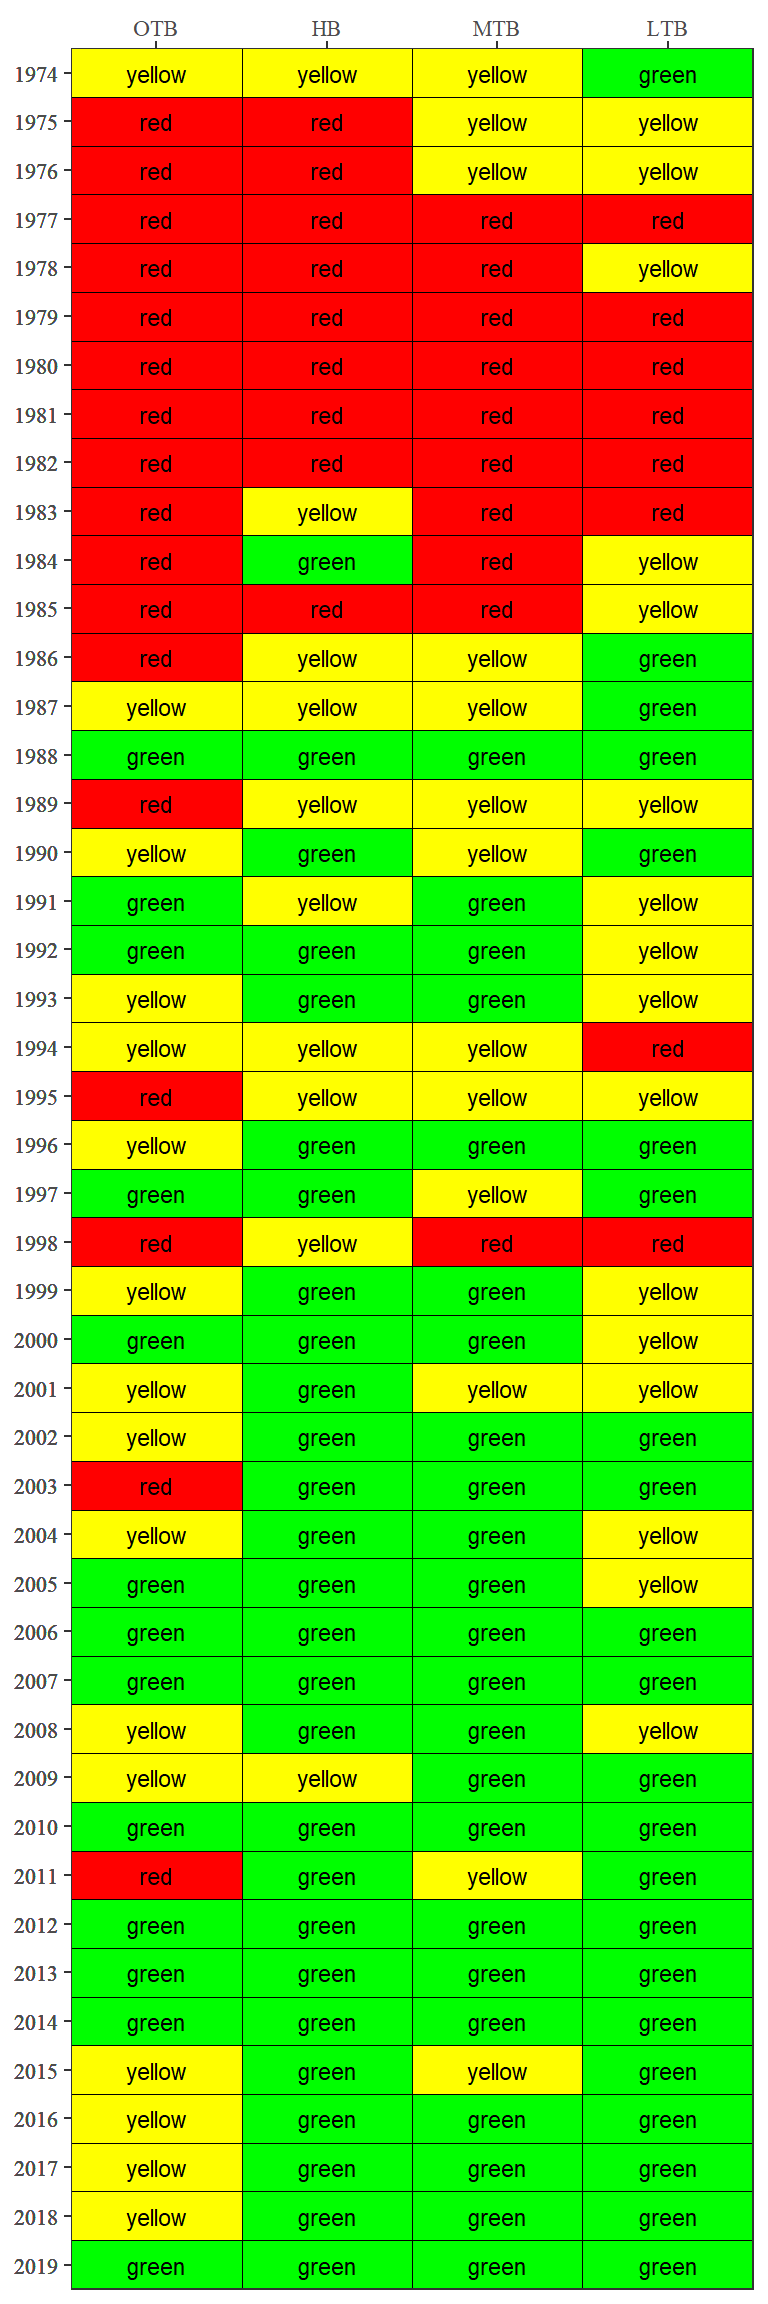 OTB HB MTB LTB
1974 yellow yellow yellow green
1975 red red yellow yellow
1976 red red yellow yellow
1977 red red red red
1978 red red red yellow
1979 red red red red
1980 red red red red
1981 red red red red
1982 red red red red
1983 red yellow red red
1984 red green red yellow
1985 red red red yellow
1986 red yellow yellow green
1987 yellow yellow yellow green
1988 green green green green
1989 red yellow yellow yellow
1990 yellow green yellow green
1991 green yellow green yellow
1992 green green green yellow
1993 yellow green green yellow
1994 yellow yellow yellow red
1995 red yellow yellow yellow
1996 yellow green green green
1997 green green yellow green
1998 red yellow red red
1999 yellow green green yellow
2000 green green green yellow
2001 yellow green yellow yellow
2002 yellow green green green
2003 red green green green
2004 yellow green green yellow
2005 green green green yellow
2006 green green green green
2007 green green green green
2008 yellow green green yellow
2009 yellow yellow green green
2010 green green green green
2011 red green yellow green
2012 green green green green
2013 green green green green
2014 green green green green
2015 yellow green yellow green
2016 yellow green green green
2017 yellow green green green
2018 yellow green green green
2019 green green green green